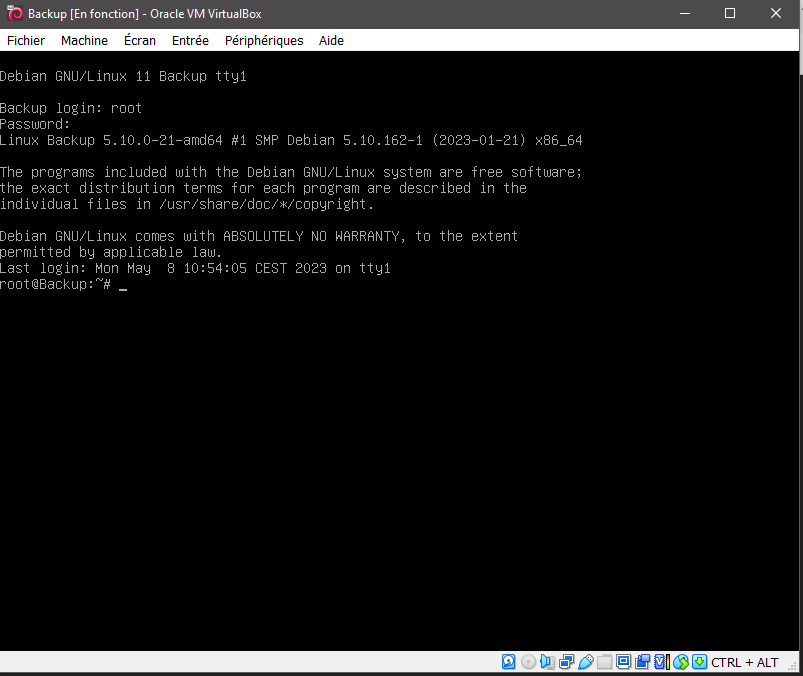 Backup [En fonction] - Oracle VM VirtualBox
Fichier Machine Écran Entrée Périphériques Aide
Debian GNU/Linux 11 Backup tty1
Backup login: root
Password:
Linux Backup 5.10.0-21-amd64 #1 SMP Debian 5.10.162-1 (2023-01-21) x86_64
The programs included with the Debian GNU/Linux system are free software;
the exact distribution terms for each program are described in the
individual files in /usr/share/doc/*/copyright.
Debian GNU/Linux comes with ABSOLUTELY NO WARRANTY, to the extent
permitted by applicable law.
Last login: Mon May  8 10:54:05 CEST 2023 on tty1
root@Backup:~# _
CTRL + ALT